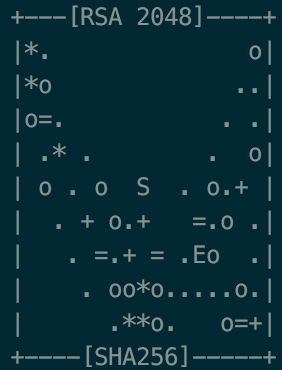 +---[RSA 2048]----+
|*.              o|
|*o             ..|
|o=.           . .|
| .* .        .  o|
| o . o  S  . o.+ |
|  . + o.+   =.o .|
|   . =.+ = .Eo  .|
|    . oo*o.....o.|
|      .**o.   o=+|
+----[SHA256]-----+